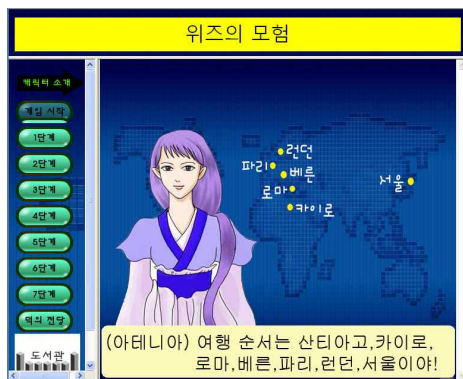 위즈의 모험
캐릭터 소개
게임 시작
1단계
2단계
3단계
4단계
5단계
6단계
7단계
덕의 전당
도서관
런던
파리
베른
로마
카이로
서울
(아테니아) 여행 순서는 산티아고,카이로,
로마,베른,파리,런던,서울이야!